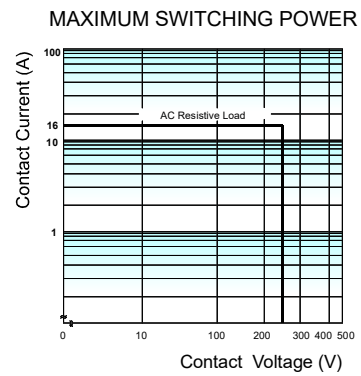 MAXIMUM SWITCHING POWER
Contact Current (A)
100
16
10
1
AC Resistive Load
0 10 100 200 300 400 500
Contact Voltage (V)